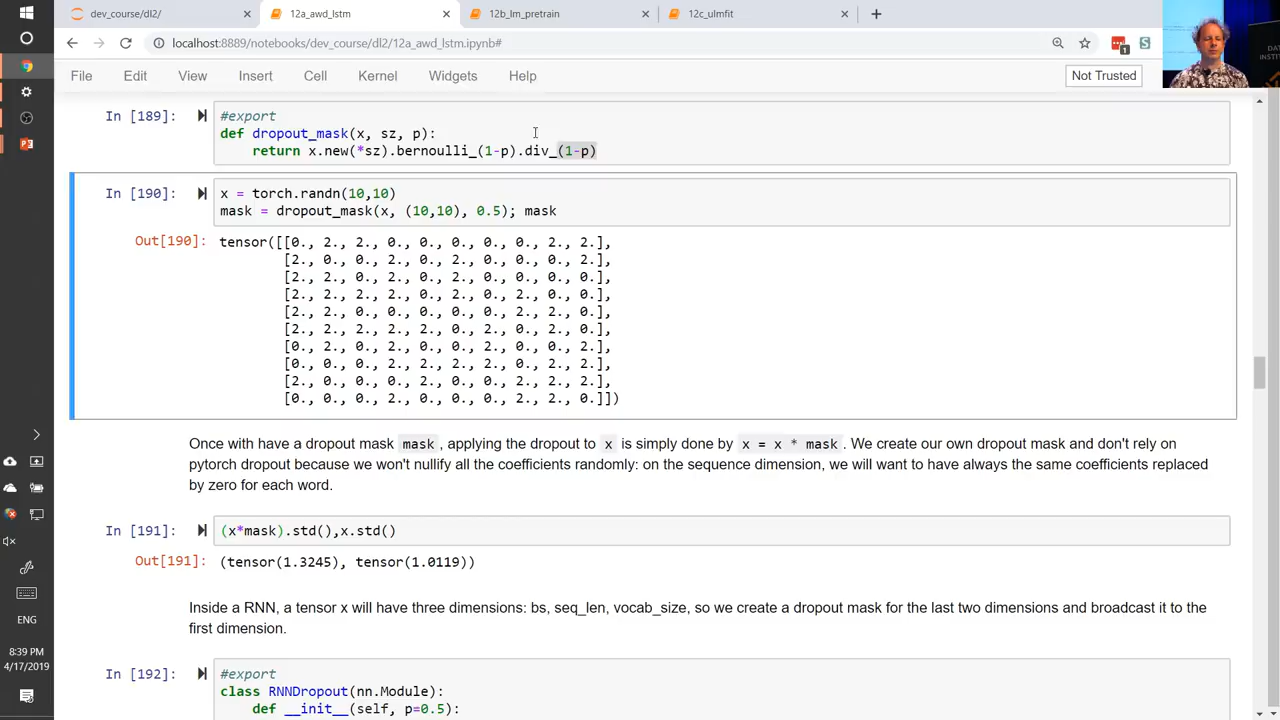 dev_course/dl2/
12a_awd_lstm
12b_lm_pretrain
12c_ulmfit
localhost:8889/notebooks/dev_course/dl2/12a_awd_lstm.ipynb#
File Edit View Insert Cell Kernel Widgets Help
Not Trusted
In [189]:
#export
def dropout_mask(x, sz, p):
    return x.new(*sz).bernoulli_(1-p).div_(1-p)
In [190]:
x = torch.randn(10,10)
mask = dropout_mask(x, (10,10), 0.5); mask
Out[190]:
tensor([[0., 2., 2., 0., 0., 0., 0., 0., 2., 2.],
[2., 0., 0., 2., 0., 2., 0., 0., 0., 2.],
[2., 2., 0., 2., 0., 2., 0., 0., 0., 0.],
[2., 2., 2., 2., 0., 2., 0., 2., 0., 0.],
[2., 0., 2., 2., 2., 0., 0., 0., 0., 0.],
[2., 2., 2., 2., 2., 0., 2., 0., 0., 0.],
[0., 2., 0., 2., 2., 0., 2., 0., 0., 2.],
[0., 0., 0., 0., 2., 2., 2., 0., 2., 2.],
[2., 0., 0., 0., 2., 0., 0., 2., 2., 2.],
[0., 0., 0., 2., 0., 0., 0., 2., 2., 0.]])
Once with have a dropout mask mask, applying the dropout to x is simply done by x = x * mask. We create our own dropout mask and don't rely on
pytorch dropout because we won't nullify all the coefficients randomly: on the sequence dimension, we will want to have always the same coefficients replaced
by zero for each word.
In [191]:
(x*mask).std(),x.std()
Out[191]:
(tensor(1.3245), tensor(1.0119))
Inside a RNN, a tensor x will have three dimensions: bs, seq_len, vocab_size, so we create a dropout mask for the last two dimensions and broadcast it to the
first dimension.
In [192]:
#export
class RNNDropout(nn.Module):
    def __init__(self, p=0.5):
ENG
8:39 PM
4/17/2019